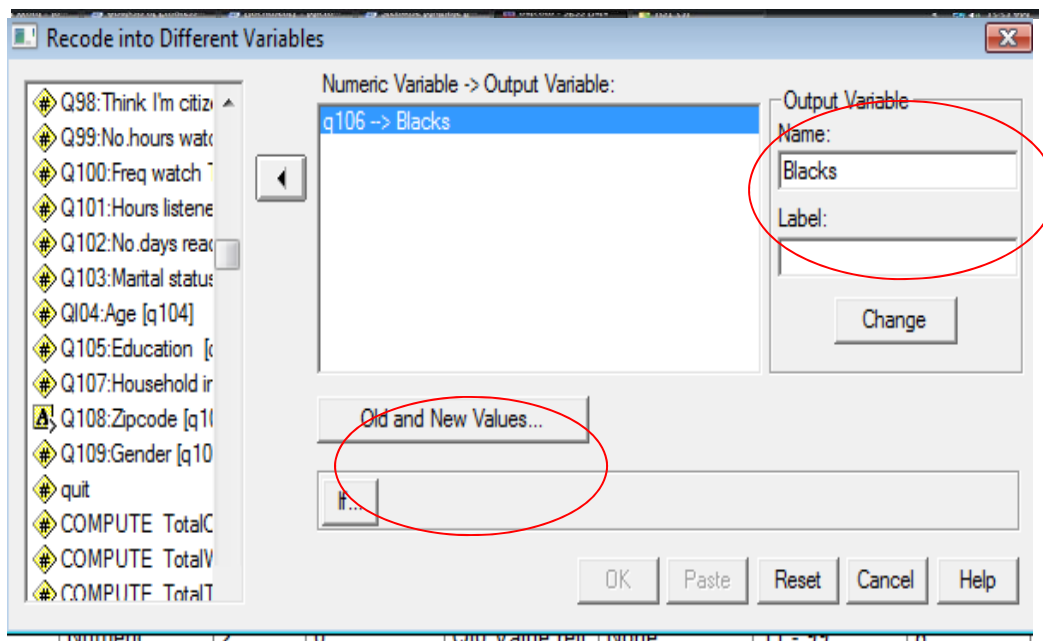 Recode into Different Variables
Numeric Variable -> Output Variable:
q106 --> Blacks
Q98:Think I'm citiz
Q99:No.hours watc
Q100:Freq watch T
Q101:Hours listene
Q102:No.days read
Q103:Marital status
QI04:Age [q104]
Q105:Education [q
Q107:Household in
Q108:Zipcode [q10
Q109:Gender [q10
quit
COMPUTE TotalC
COMPUTE TotalW
COMPUTE TotalT
Output Variable
Name:
Blacks
Label:
Change
Old and New Values...
If...
OK
Paste
Reset
Cancel
Help